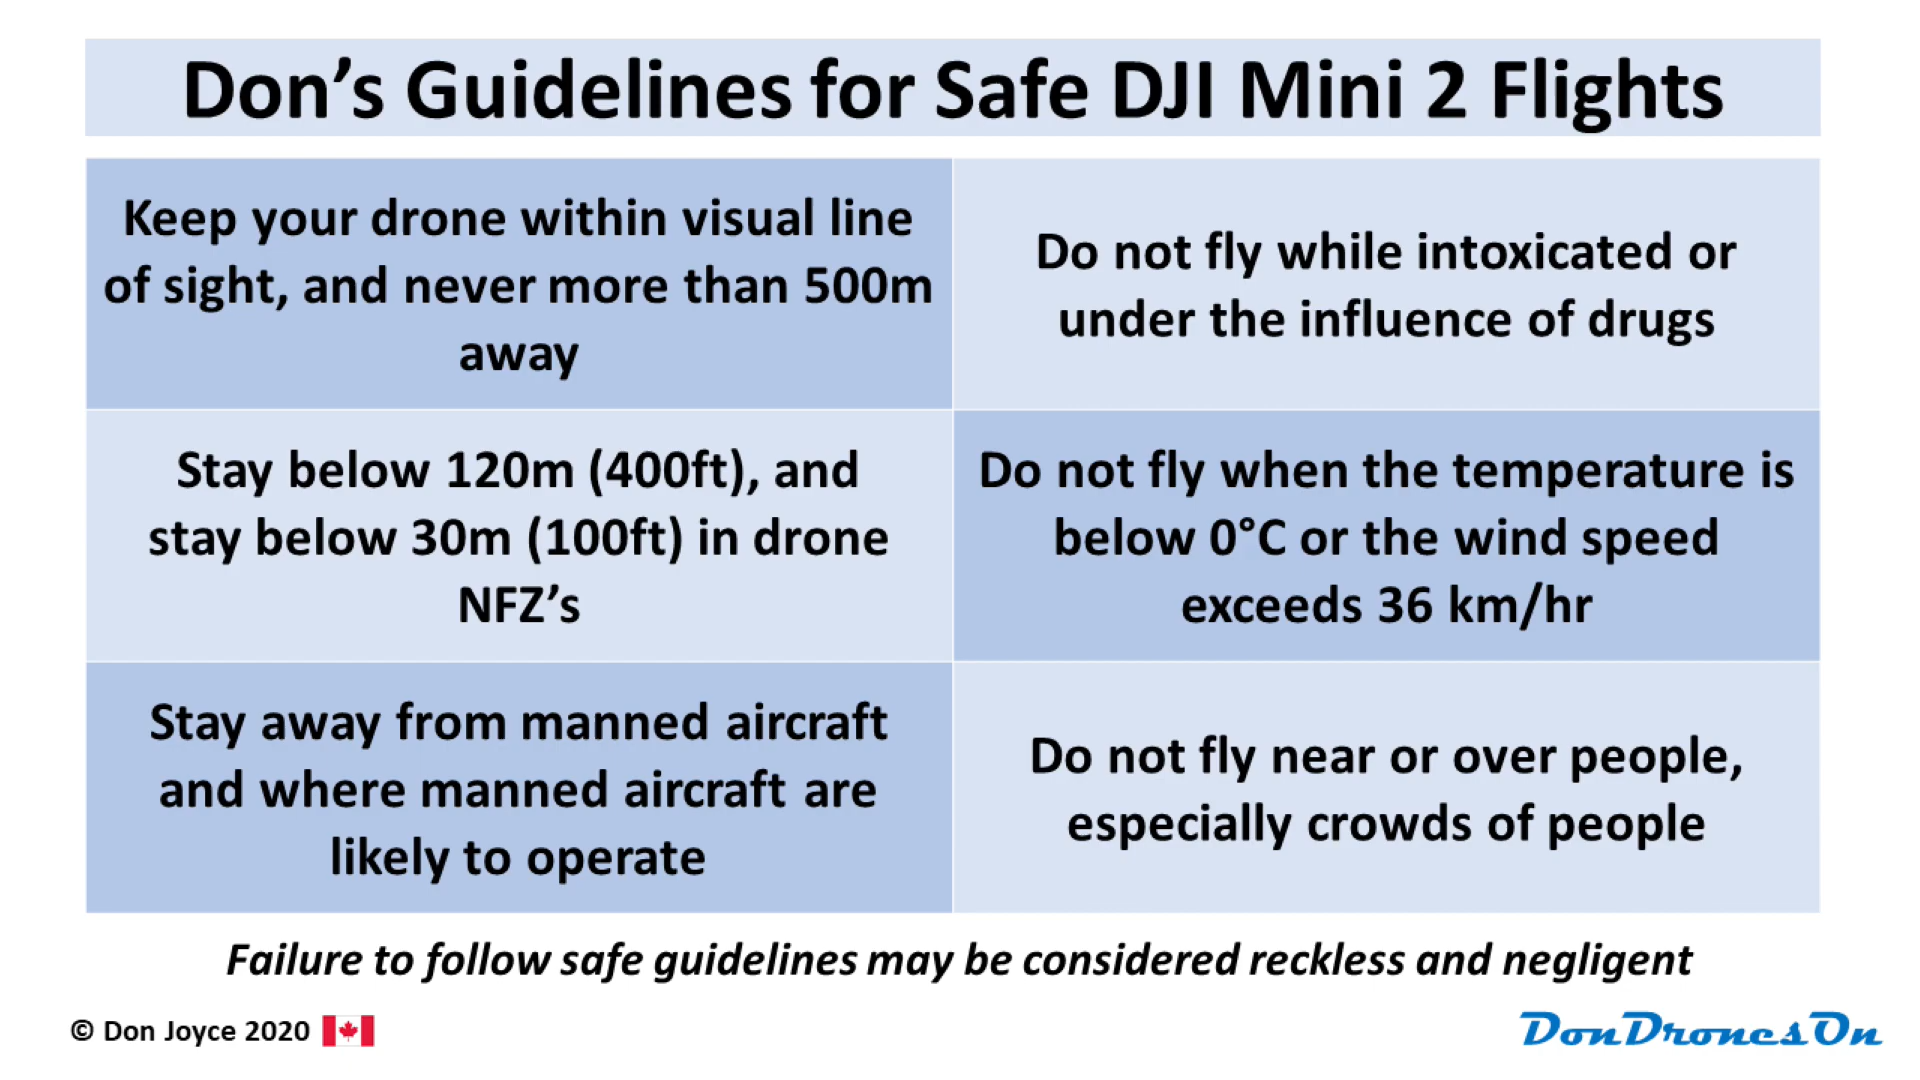 Don’s Guidelines for Safe DJI Mini 2 Flights
Keep your drone within visual line
of sight, and never more than 500m
away
Do not fly while intoxicated or
under the influence of drugs
Stay below 120m (400ft), and
stay below 30m (100ft) in drone
NFZ’s
Do not fly when the temperature is
below 0°C or the wind speed
exceeds 36 km/hr
Stay away from manned aircraft
and where manned aircraft are
likely to operate
Do not fly near or over people,
especially crowds of people
Failure to follow safe guidelines may be considered reckless and negligent
© Don Joyce 2020
DonDronesOn